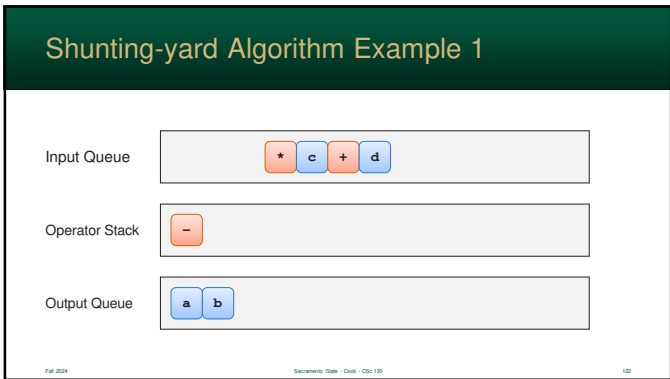 Shunting-yard Algorithm Example 1
Input Queue
* c + d
Operator Stack
−
Output Queue
a b
Fall 2024 Sacramento State - Cook - CSc 130 122